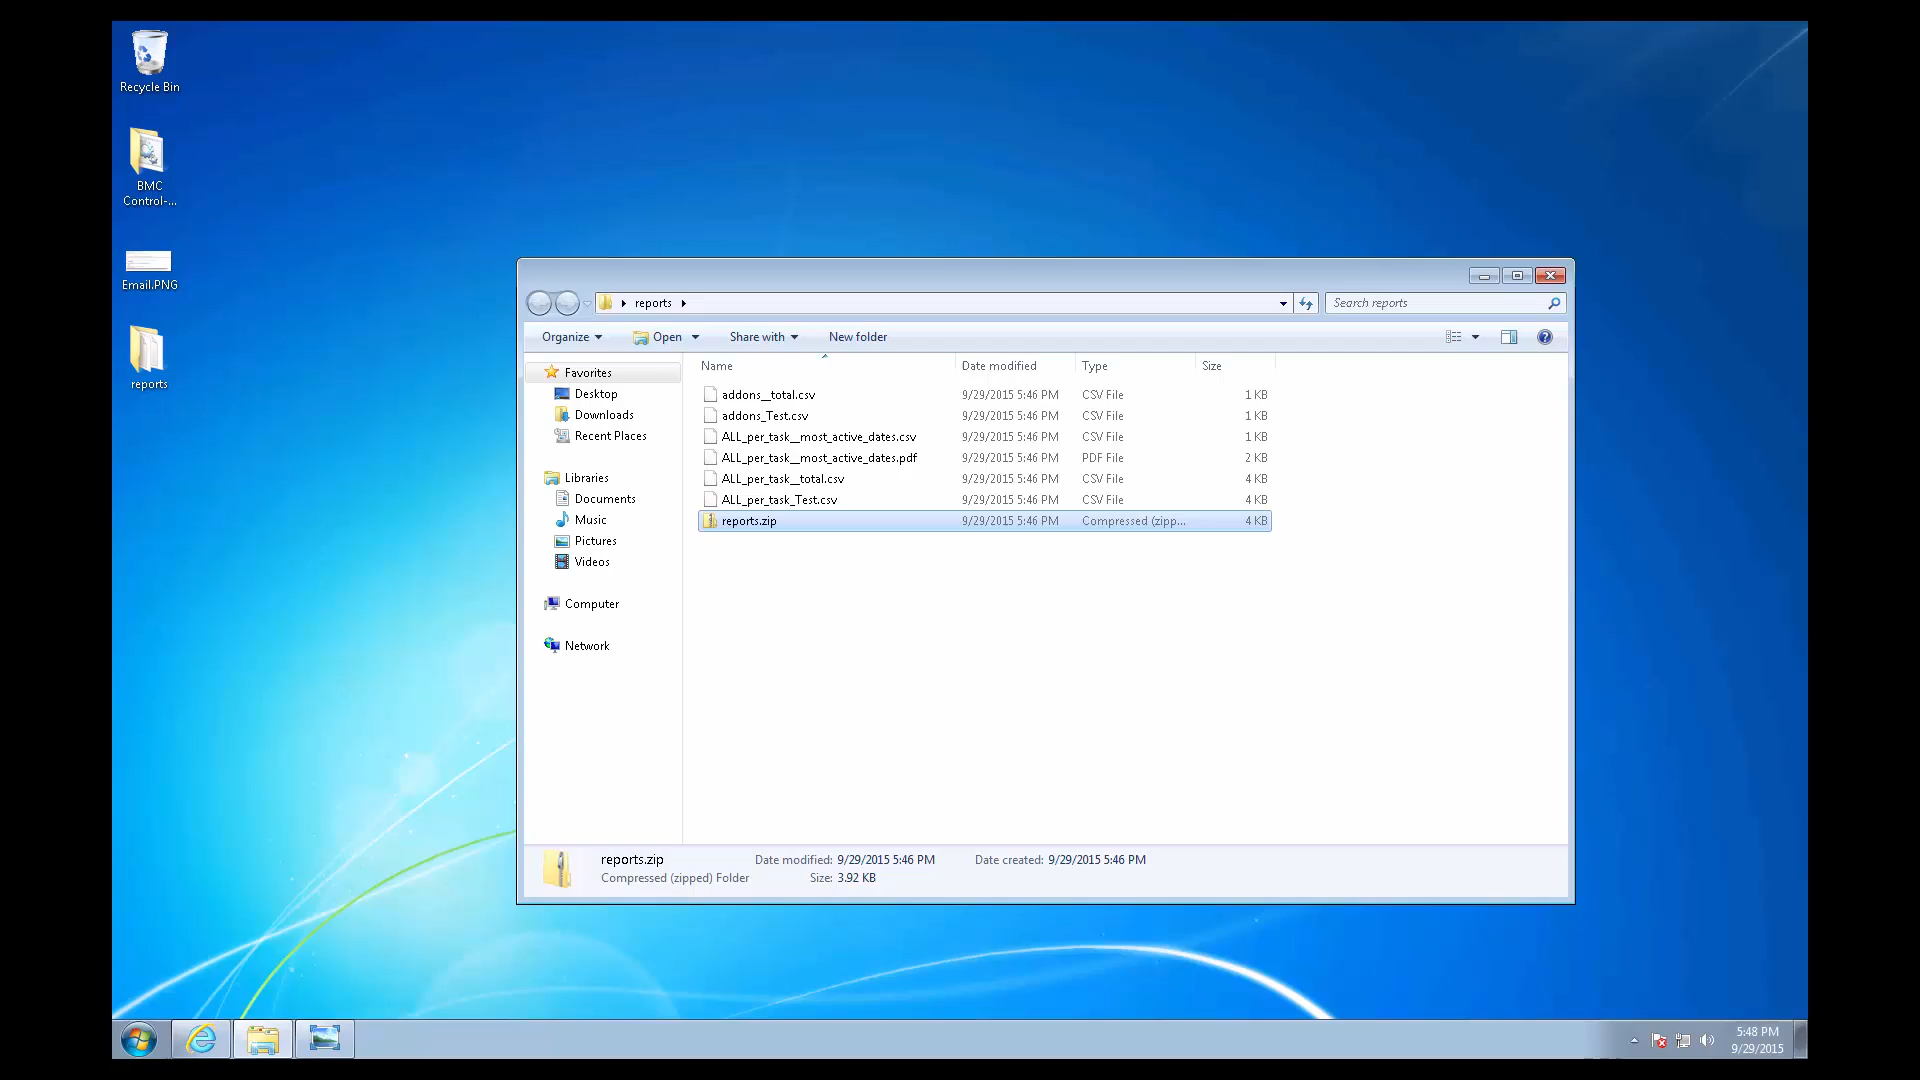 Recycle Bin
BMC
Control-...
Email.PNG
reports
reports
Search reports
Organize
Open
Share with
New folder
Favorites
Desktop
Downloads
Recent Places
Libraries
Documents
Music
Pictures
Videos
Computer
Network
Name Date modified Type Size
addons__total.csv 9/29/2015 5:46 PM CSV File 1 KB
addons_Test.csv 9/29/2015 5:46 PM CSV File 1 KB
ALL_per_task__most_active_dates.csv 9/29/2015 5:46 PM CSV File 1 KB
ALL_per_task__most_active_dates.pdf 9/29/2015 5:46 PM PDF File 2 KB
ALL_per_task__total.csv 9/29/2015 5:46 PM CSV File 4 KB
ALL_per_task_Test.csv 9/29/2015 5:46 PM CSV File 4 KB
reports.zip 9/29/2015 5:46 PM Compressed (zipp... 4 KB
reports.zip Date modified: 9/29/2015 5:46 PM Date created: 9/29/2015 5:46 PM
Compressed (zipped) Folder Size: 3.92 KB
5:48 PM
9/29/2015